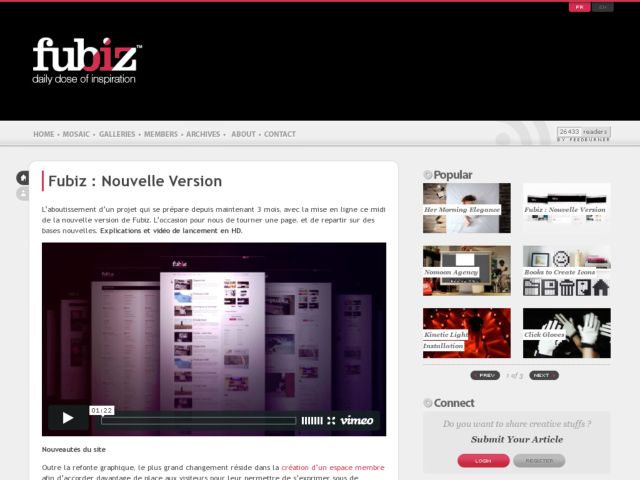 FR EN
fubiz™
daily dose of inspiration
HOME • MOSAIC • GALLERIES • MEMBERS • ARCHIVES • ABOUT • CONTACT
26433 readers
BY FEEDBURNER
Fubiz : Nouvelle Version
L'aboutissement d'un projet qui se prépare depuis maintenant 3 mois, avec la mise en ligne ce midi
de la nouvelle version de Fubiz. L'occasion pour nous de tourner une page, et de repartir sur des
bases nouvelles. Explications et vidéo de lancement en HD.
fubiz
01:22
HD vimeo
Nouveautés du site
Outre la refonte graphique, le plus grand changement réside dans la création d'un espace membre
afin d'accorder davantage de place aux visiteurs pour leur permettre de s'exprimer sous de
Popular
Her Morning Elegance
Fubiz : Nouvelle Version
Nomoon Agency
Books to Create Icons
Kinetic Light
Installation
Click Gloves
PREV 1 of 3 NEXT
Connect
Do you want to share creative stuffs ?
Submit Your Article
LOGIN REGISTER